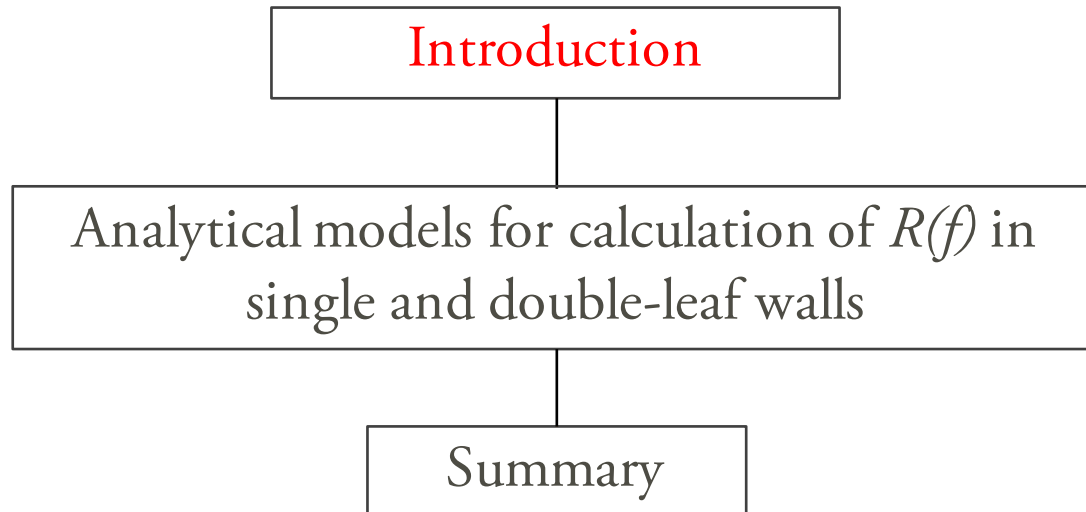 Introduction
Analytical models for calculation of R(f) in
single and double-leaf walls
Summary